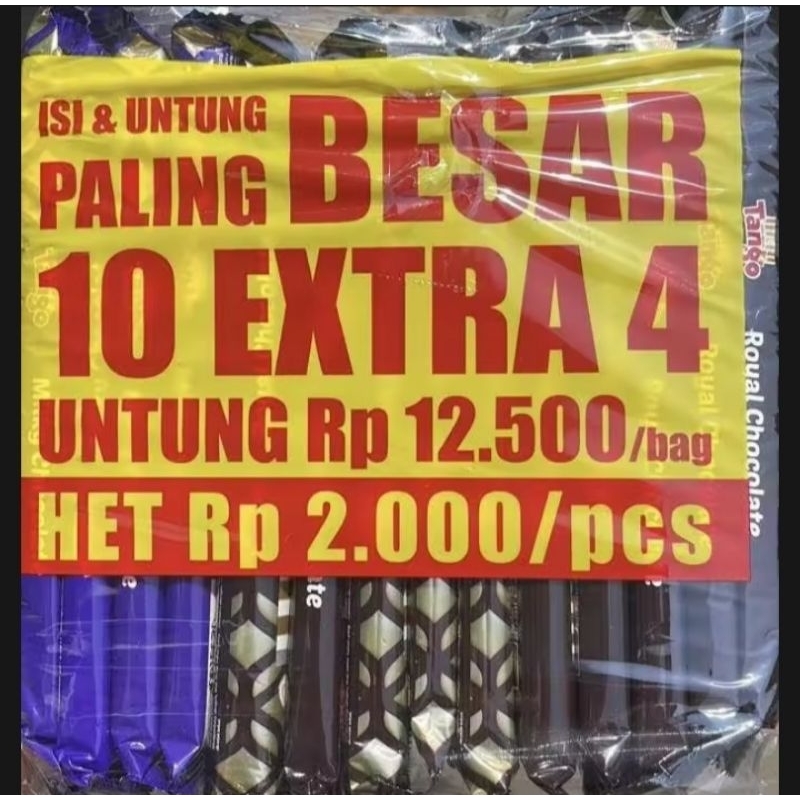 ISI & UNTUNG
PALING BESAR
10 EXTRA 4
UNTUNG Rp 12.500/bag
HET Rp 2.000/pcs
Tango
Royal Chocolate